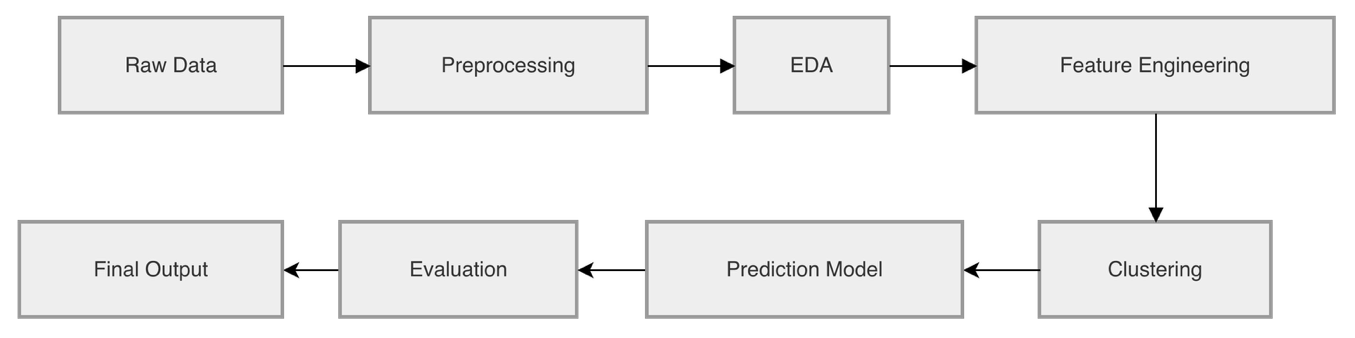 Raw Data
Preprocessing
EDA
Feature Engineering
Clustering
Prediction Model
Evaluation
Final Output